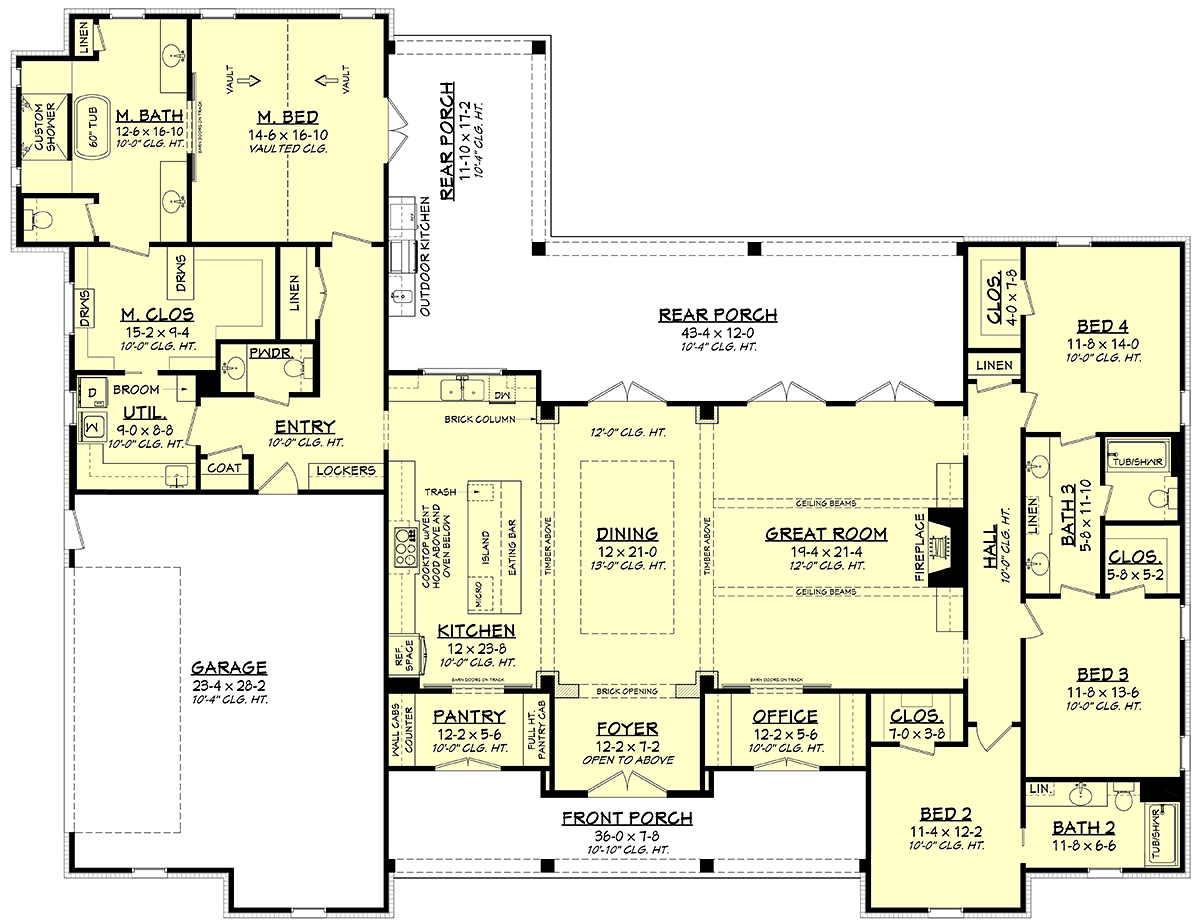 LINEN
CUSTOM
SHOWER
60" TUB
M. BATH
12-6 x 16-10
10'-0" CLG. HT.
BARN DOORS ON TRACK
VAULT
VAULT
M. BED
14-6 x 16-10
VAULTED CLG.
REAR PORCH
11-10 x 17-2
10'-4" CLG. HT.
REF.
OUTDOOR KITCHEN
DRWS
DRWS
M. CLOS
15-2 x 9-4
10'-0" CLG. HT.
LINEN
PWDR.
REAR PORCH
43-4 x 12-0
10'-4" CLG. HT.
CLOS.
4-0 x 7-8
BED 4
11-8 x 14-0
10'-0" CLG. HT.
LINEN
D
BROOM
W
UTIL.
9-0 x 8-8
10'-0" CLG. HT.
ENTRY
10'-0" CLG. HT.
COAT
LOCKERS
DW
BRICK COLUMN
12'-0" CLG. HT.
TRASH
COOKTOP w/VENT
HOOD ABOVE AND
OVEN BELOW
ISLAND
EATING BAR
MICRO
TIMBER ABOVE
DINING
12 x 21-0
13'-0" CLG. HT.
TIMBER ABOVE
CEILING BEAMS
GREAT ROOM
19-4 x 21-4
12'-0" CLG. HT.
CEILING BEAMS
FIREPLACE
HALL
10'-0" CLG. HT.
LINEN
BATH 3
5-8 x 11-10
TUB/SHWR
CLOS.
5-8 x 5-2
KITCHEN
12 x 23-8
10'-0" CLG. HT.
REF.
SPACE
GARAGE
23-4 x 28-2
10'-4" CLG. HT.
BARN DOORS ON TRACK
BRICK OPENING
BARN DOORS ON TRACK
BED 3
11-8 x 13-6
10'-0" CLG. HT.
WALL CABS
COUNTER
PANTRY
12-2 x 5-6
10'-0" CLG. HT.
FULL HT.
PANTRY CAB
FOYER
12-2 x 7-2
OPEN TO ABOVE
OFFICE
12-2 x 5-6
10'-0" CLG. HT.
CLOS.
7-0 x 3-8
FRONT PORCH
36-0 x 7-8
10'-10" CLG. HT.
BED 2
11-4 x 12-2
10'-0" CLG. HT.
LIN.
BATH 2
11-8 x 6-6
TUB/SHWR